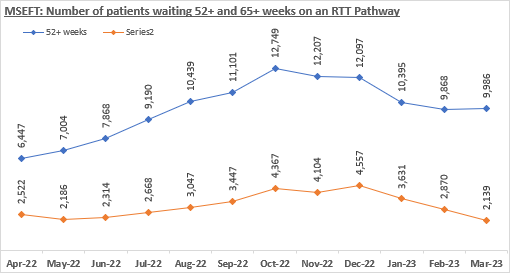 MSEFT: Number of patients waiting 52+ and 65+ weeks on an RTT Pathway
52+ weeks Series2
6,447 7,004 7,868 9,190 10,439 11,101 12,749 12,207 12,097 10,395 9,868 9,986
2,522 2,186 2,314 2,668 3,047 3,447 4,367 4,104 4,557 3,631 2,870 2,139
Apr-22 May-22 Jun-22 Jul-22 Aug-22 Sep-22 Oct-22 Nov-22 Dec-22 Jan-23 Feb-23 Mar-23